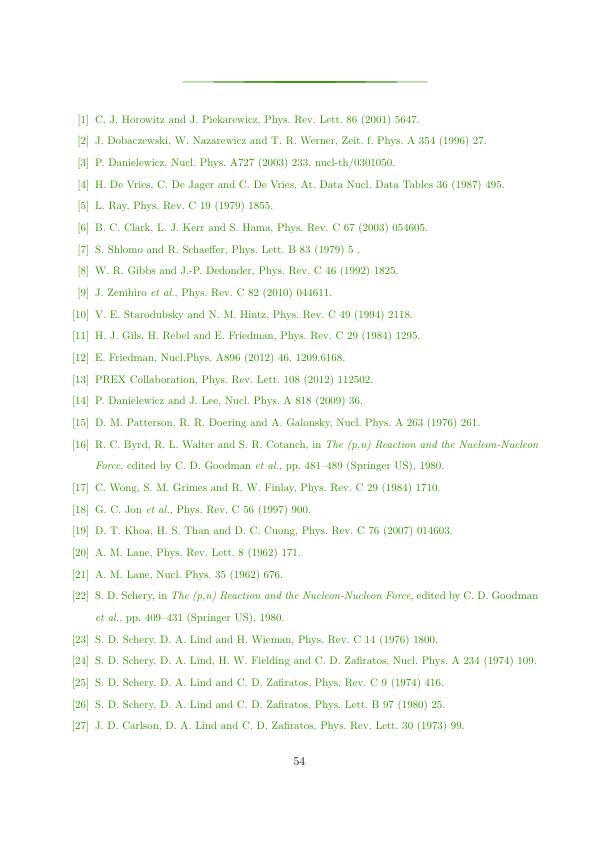 [1] C. J. Horowitz and J. Piekarewicz, Phys. Rev. Lett. 86 (2001) 5647.
[2] J. Dobaczewski, W. Nazarewicz and T. R. Werner, Zeit. f. Phys. A 354 (1996) 27.
[3] P. Danielewicz, Nucl. Phys. A727 (2003) 233, nucl-th/0301050.
[4] H. De Vries, C. De Jager and C. De Vries, At. Data Nucl. Data Tables 36 (1987) 495.
[5] L. Ray, Phys. Rev. C 19 (1979) 1855.
[6] B. C. Clark, L. J. Kerr and S. Hama, Phys. Rev. C 67 (2003) 054605.
[7] S. Shlomo and R. Schaeffer, Phys. Lett. B 83 (1979) 5 .
[8] W. R. Gibbs and J.-P. Dedonder, Phys. Rev. C 46 (1992) 1825.
[9] J. Zenihiro et al., Phys. Rev. C 82 (2010) 044611.
[10] V. E. Starodubsky and N. M. Hintz, Phys. Rev. C 49 (1994) 2118.
[11] H. J. Gils, H. Rebel and E. Friedman, Phys. Rev. C 29 (1984) 1295.
[12] E. Friedman, Nucl.Phys. A896 (2012) 46, 1209.6168.
[13] PREX Collaboration, Phys. Rev. Lett. 108 (2012) 112502.
[14] P. Danielewicz and J. Lee, Nucl. Phys. A 818 (2009) 36.
[15] D. M. Patterson, R. R. Doering and A. Galonsky, Nucl. Phys. A 263 (1976) 261.
[16] R. C. Byrd, R. L. Walter and S. R. Cotanch, in The (p,n) Reaction and the Nucleon-Nucleon
Force, edited by C. D. Goodman et al., pp. 481–489 (Springer US), 1980.
[17] C. Wong, S. M. Grimes and R. W. Finlay, Phys. Rev. C 29 (1984) 1710.
[18] G. C. Jon et al., Phys. Rev. C 56 (1997) 900.
[19] D. T. Khoa, H. S. Than and D. C. Cuong, Phys. Rev. C 76 (2007) 014603.
[20] A. M. Lane, Phys. Rev. Lett. 8 (1962) 171.
[21] A. M. Lane, Nucl. Phys. 35 (1962) 676.
[22] S. D. Schery, in The (p,n) Reaction and the Nucleon-Nucleon Force, edited by C. D. Goodman
et al., pp. 409–431 (Springer US), 1980.
[23] S. D. Schery, D. A. Lind and H. Wieman, Phys. Rev. C 14 (1976) 1800.
[24] S. D. Schery, D. A. Lind, H. W. Fielding and C. D. Zafiratos, Nucl. Phys. A 234 (1974) 109.
[25] S. D. Schery, D. A. Lind and C. D. Zafiratos, Phys. Rev. C 9 (1974) 416.
[26] S. D. Schery, D. A. Lind and C. D. Zafiratos, Phys. Lett. B 97 (1980) 25.
[27] J. D. Carlson, D. A. Lind and C. D. Zafiratos, Phys. Rev. Lett. 30 (1973) 99.
54